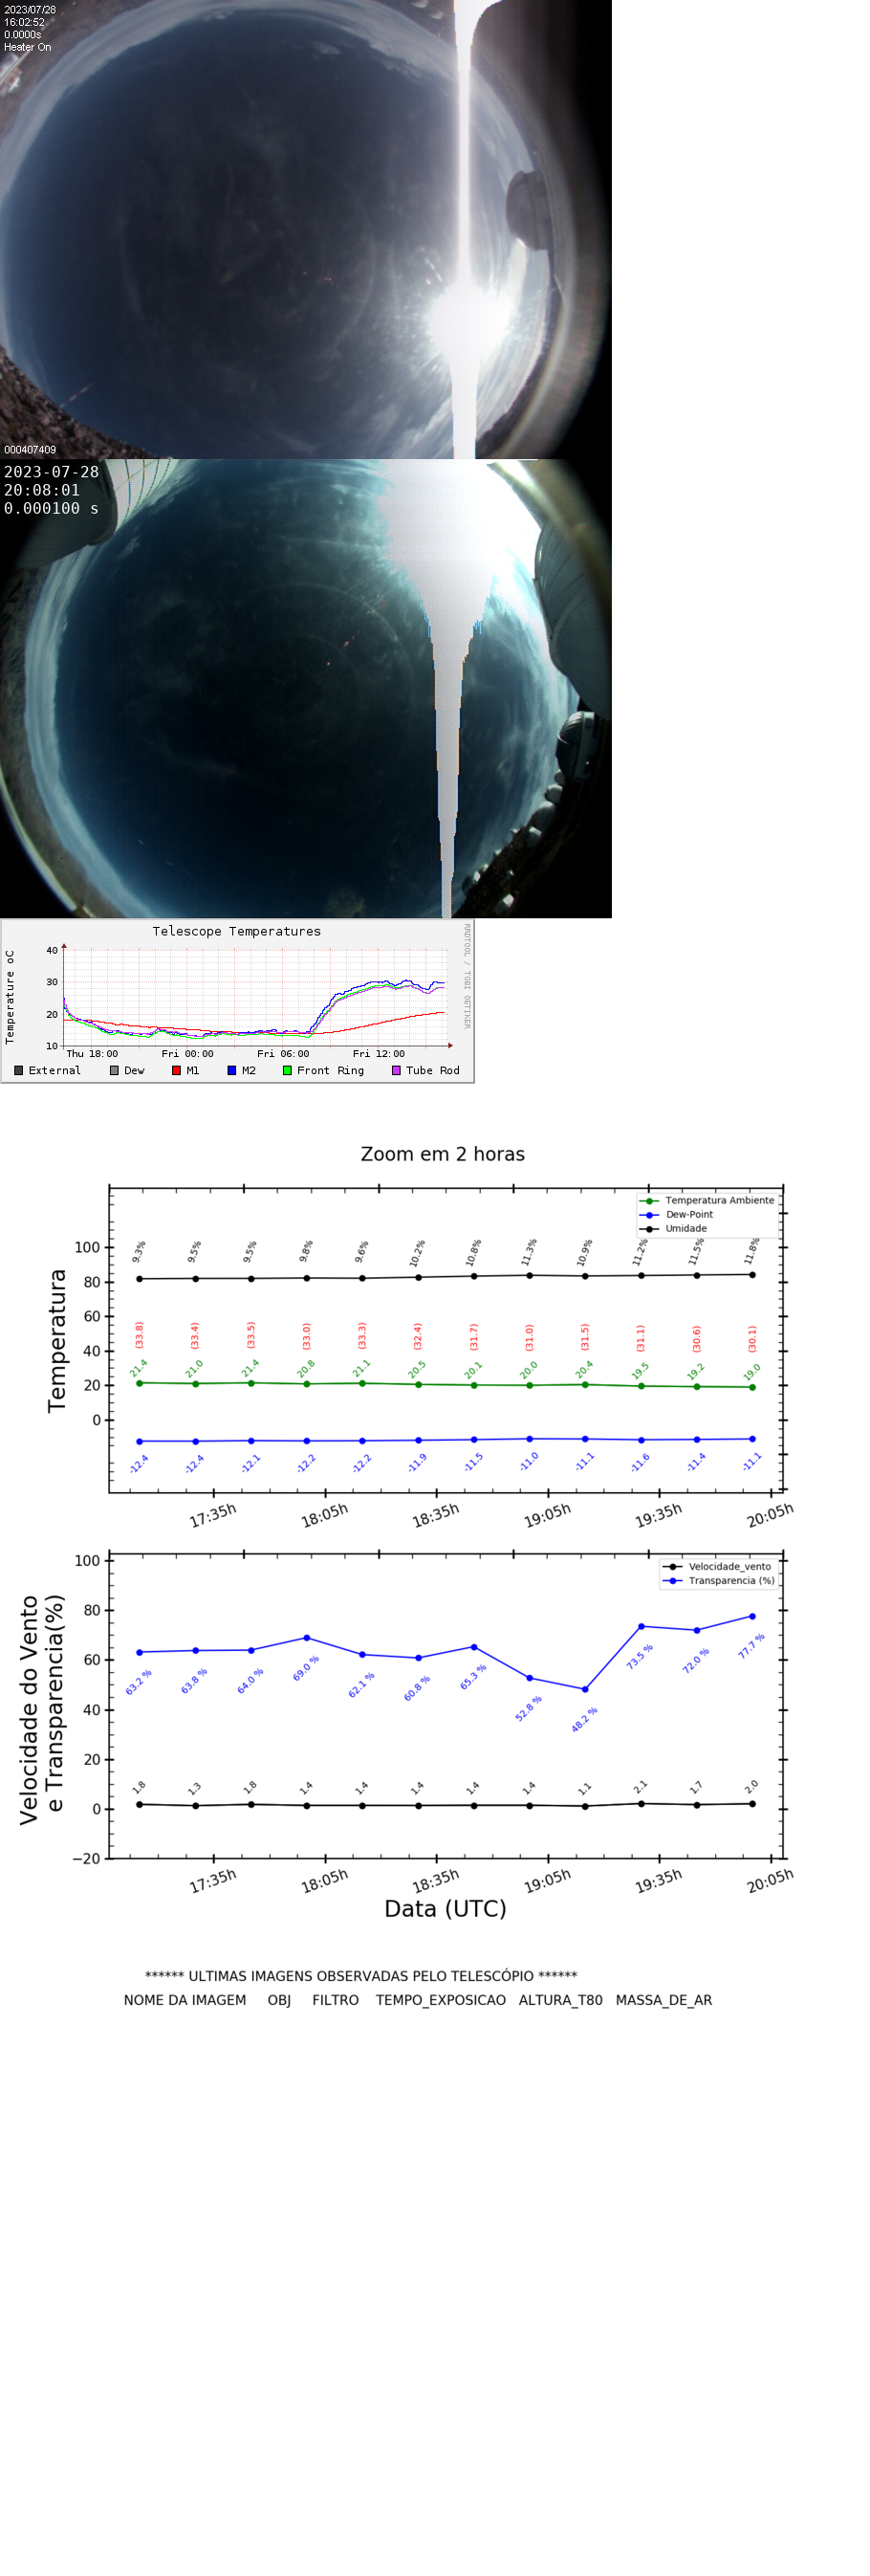 2023/07/28
16:02:52
0.0000s
Heater On
000407409
2023-07-28
20:08:01
0.000100 s
Telescope Temperatures
RRDTOOL / TOBI OETIKER
Temperature oC
40
30
20
10
Thu 18:00 Fri 00:00 Fri 06:00 Fri 12:00
External Dew M1 M2 Front Ring Tube Rod
Zoom em 2 horas
Temperatura Ambiente
Dew-Point
Umidade
Temperatura
100
80
60
40
20
0
9.3% 9.5% 9.5% 9.8% 9.6% 10.2% 10.8% 11.3% 10.9% 11.2% 11.5% 11.8%
(33.8) (33.4) (33.5) (33.0) (33.3) (32.4) (31.7) (31.0) (31.5) (31.1) (30.6) (30.1)
21.4 21.0 21.4 20.8 21.1 20.5 20.1 20.0 20.4 19.5 19.2 19.0
-12.4 -12.4 -12.1 -12.2 -12.2 -11.9 -11.5 -11.0 -11.1 -11.6 -11.4 -11.1
17:35h 18:05h 18:35h 19:05h 19:35h 20:05h
Velocidade_vento
Transparencia (%)
Velocidade do Vento
e Transparencia(%)
100
80
60
40
20
0
−20
63.2 % 63.8 % 64.0 % 69.0 % 62.1 % 60.8 % 65.3 % 52.8 % 48.2 % 73.5 % 72.0 % 77.7 %
1.8 1.3 1.8 1.4 1.4 1.4 1.4 1.4 1.1 2.1 1.7 2.0
17:35h 18:05h 18:35h 19:05h 19:35h 20:05h
Data (UTC)
****** ULTIMAS IMAGENS OBSERVADAS PELO TELESCÓPIO ******
NOME DA IMAGEM OBJ FILTRO TEMPO_EXPOSICAO ALTURA_T80 MASSA_DE_AR